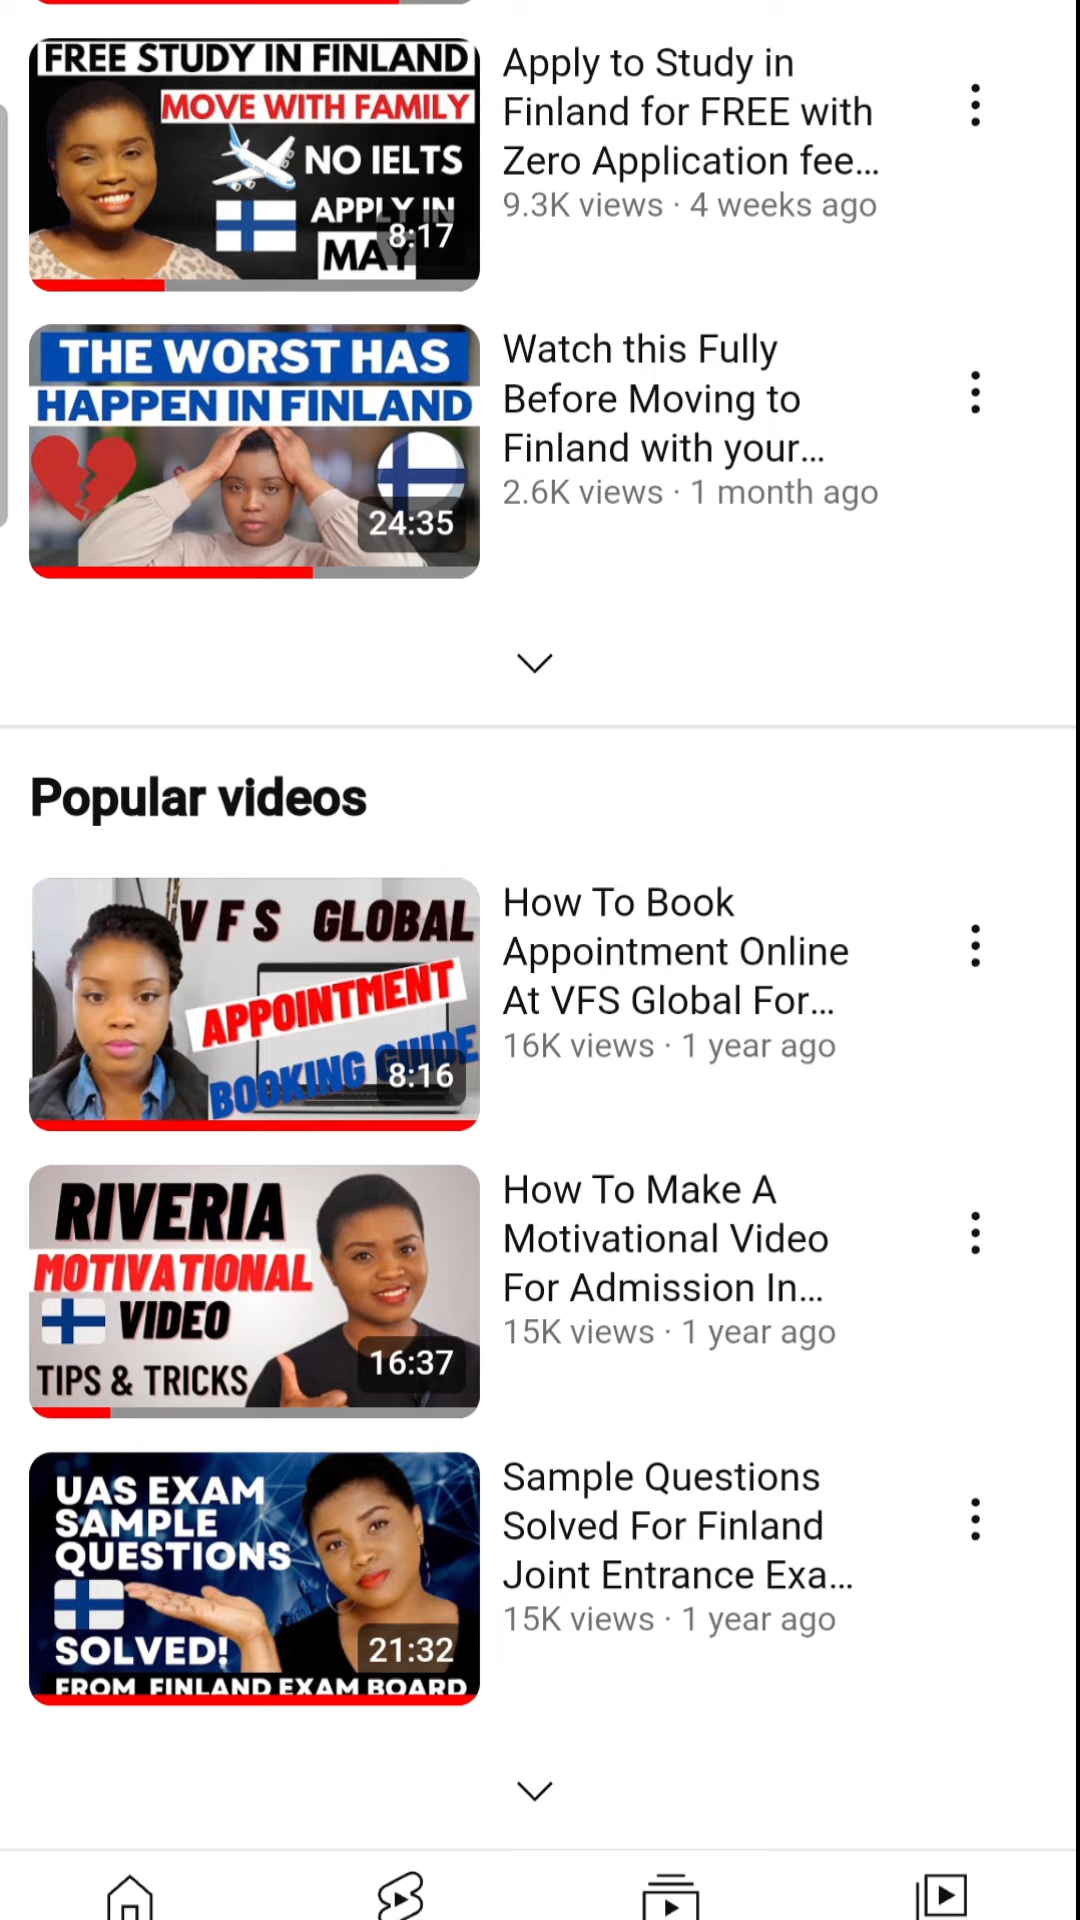 FREE STUDY IN FINLAND
MOVE WITH FAMILY
NO IELTS
APPLY IN
MAY
8:17
Apply to Study in
Finland for FREE with
Zero Application fee...
9.3K views · 4 weeks ago
THE WORST HAS
HAPPEN IN FINLAND
24:35
Watch this Fully
Before Moving to
Finland with your...
2.6K views · 1 month ago
Popular videos
VFS GLOBAL
APPOINTMENT
BOOKING GUIDE
8:16
How To Book
Appointment Online
At VFS Global For...
16K views · 1 year ago
RIVERIA
MOTIVATIONAL
VIDEO
TIPS & TRICKS
16:37
How To Make A
Motivational Video
For Admission In...
15K views · 1 year ago
UAS EXAM
SAMPLE
QUESTIONS
SOLVED!
FROM FINLAND EXAM BOARD
21:32
Sample Questions
Solved For Finland
Joint Entrance Exa...
15K views · 1 year ago